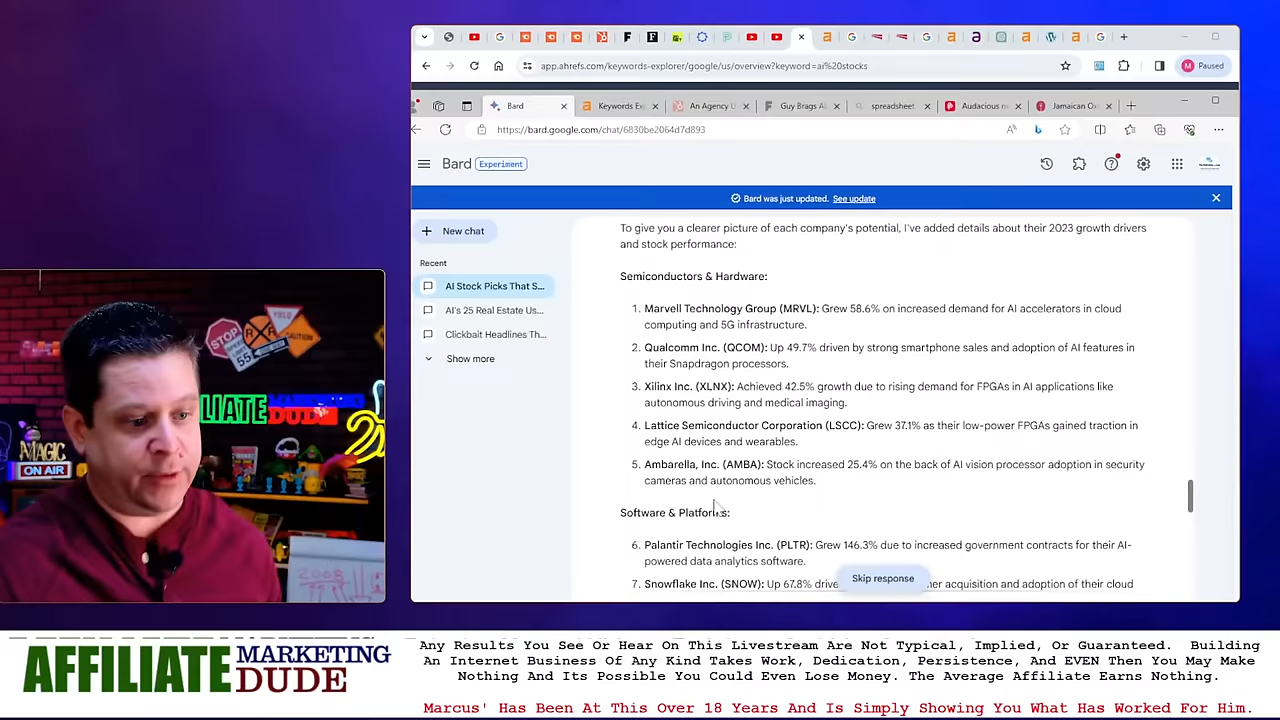 app.ahrefs.com/keywords-explorer/google/us/overview?keyword=ai%20stocks
M Paused
Bard
Keywords Ex
An Agency U
Guy Brags A
spreadsheet
Audacious n
Jamaican Ox
https://bard.google.com/chat/6830be2064d7d893
Bard Experiment
Bard was just updated. See update
New chat
Recent
AI Stock Picks That S...
AI's 25 Real Estate Us...
Clickbait Headlines Th...
Show more
To give you a clearer picture of each company's potential, I've added details about their 2023 growth drivers
and stock performance:
Semiconductors & Hardware:
1. Marvell Technology Group (MRVL): Grew 58.6% on increased demand for AI accelerators in cloud
computing and 5G infrastructure.
2. Qualcomm Inc. (QCOM): Up 49.7% driven by strong smartphone sales and adoption of AI features in
their Snapdragon processors.
3. Xilinx Inc. (XLNX): Achieved 42.5% growth due to rising demand for FPGAs in AI applications like
autonomous driving and medical imaging.
4. Lattice Semiconductor Corporation (LSCC): Grew 37.1% as their low-power FPGAs gained traction in
edge AI devices and wearables.
5. Ambarella, Inc. (AMBA): Stock increased 25.4% on the back of AI vision processor adoption in security
cameras and autonomous vehicles.
Software & Platforms:
6. Palantir Technologies Inc. (PLTR): Grew 146.3% due to increased government contracts for their AI-
powered data analytics software.
7. Snowflake Inc. (SNOW): Up 67.8% drive
acquisition and adoption of their cloud
Skip response
STOP
YIELD
55
CAUTION
LIATE DUDE
MAGIC
ON AIR
2008
AFFILIATE MARKETING DUDE
Any Results You See Or Hear On This Livestream Are Not Typical, Implied, Or Guaranteed. Building
An Internet Business Of Any Kind Takes Work, Dedication, Persistence, And EVEN Then You May Make
Nothing And Its Possible You Could Even Lose Money. The Average Affiliate Earns Nothing.
Marcus' Has Been At This Over 18 Years And Is Simply Showing You What Has Worked For Him.